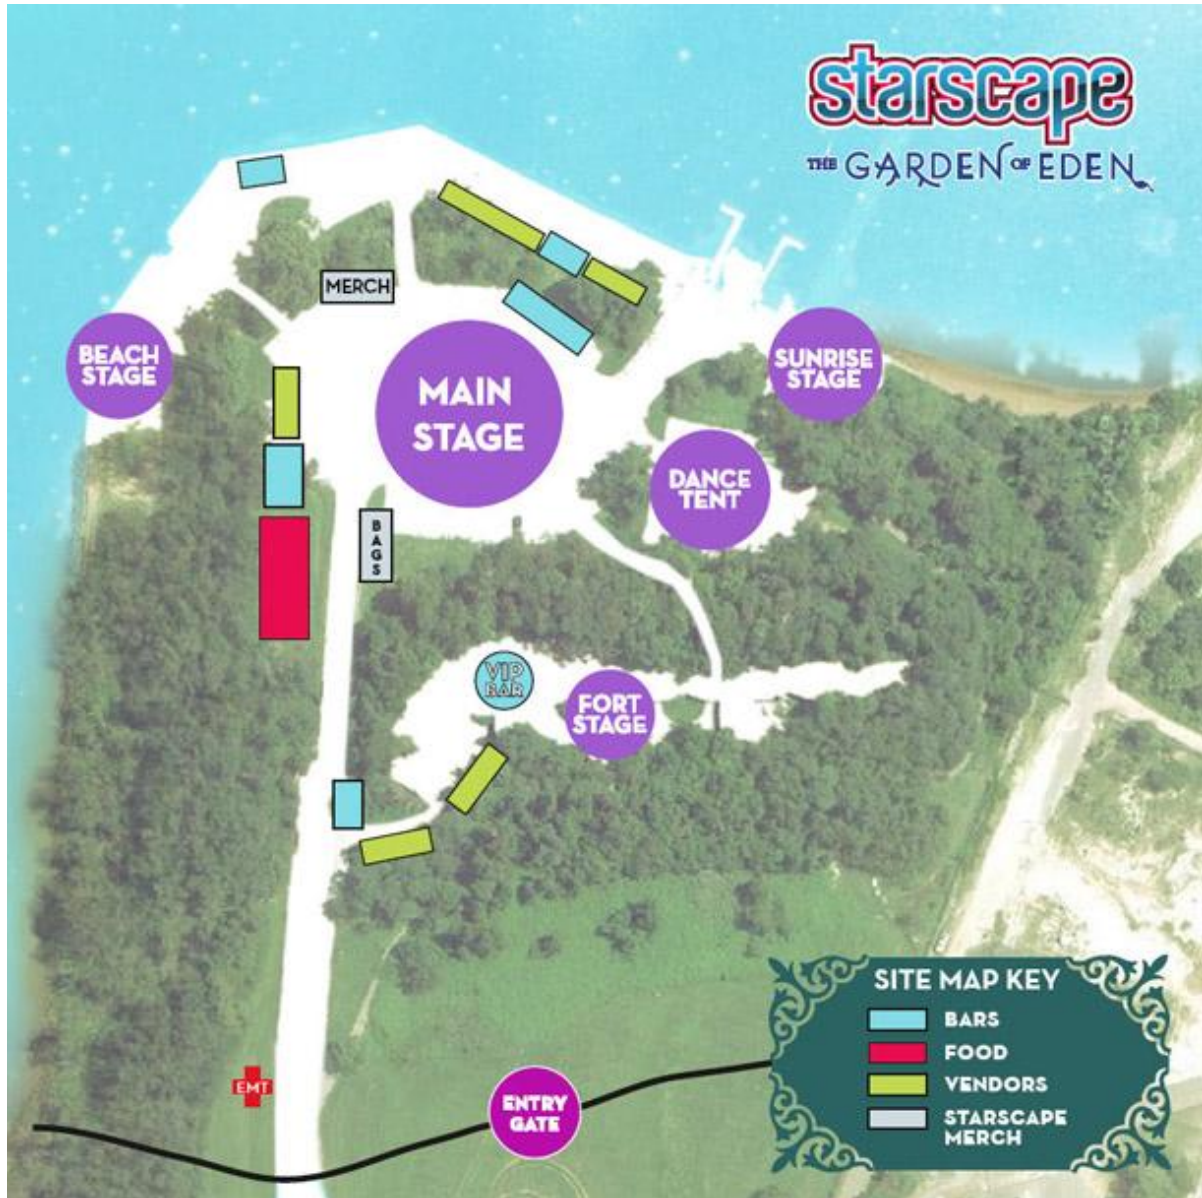 starscape
THE GARDEN OF EDEN
MERCH
BEACH
STAGE
MAIN
STAGE
SUNRISE
STAGE
DANCE
TENT
BAGS
VIP
BAR
FORT
STAGE
EMT
ENTRY
GATE
SITE MAP KEY
BARS
FOOD
VENDORS
STARSCAPE
MERCH